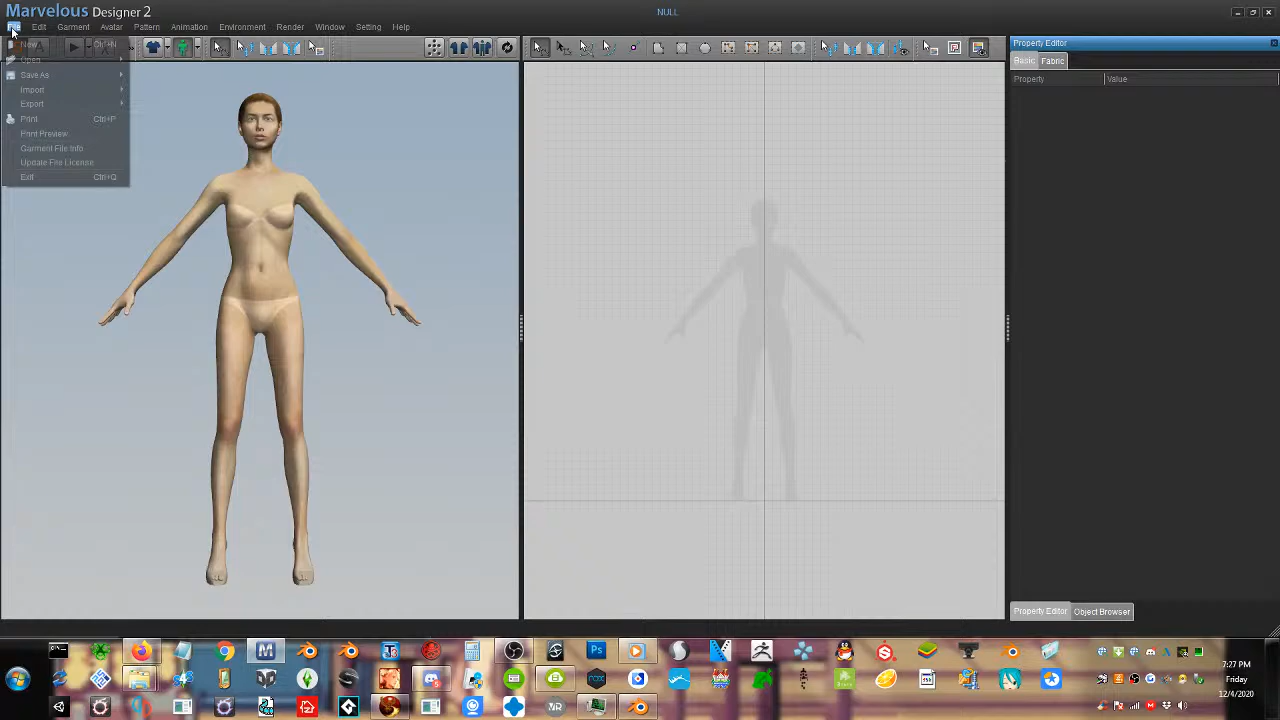 Marvelous Designer 2
NULL
File Edit Garment Avatar Pattern Animation Environment Render Window Setting Help
New Ctrl+N
Open
Save As
Import
Export
Print Ctrl+P
Print Preview
Garment File Info
Update File License
Exit Ctrl+Q
Property Editor
Basic Fabric
Property Value
Property Editor Object Browser
7:27 PM
Friday
12/4/2020